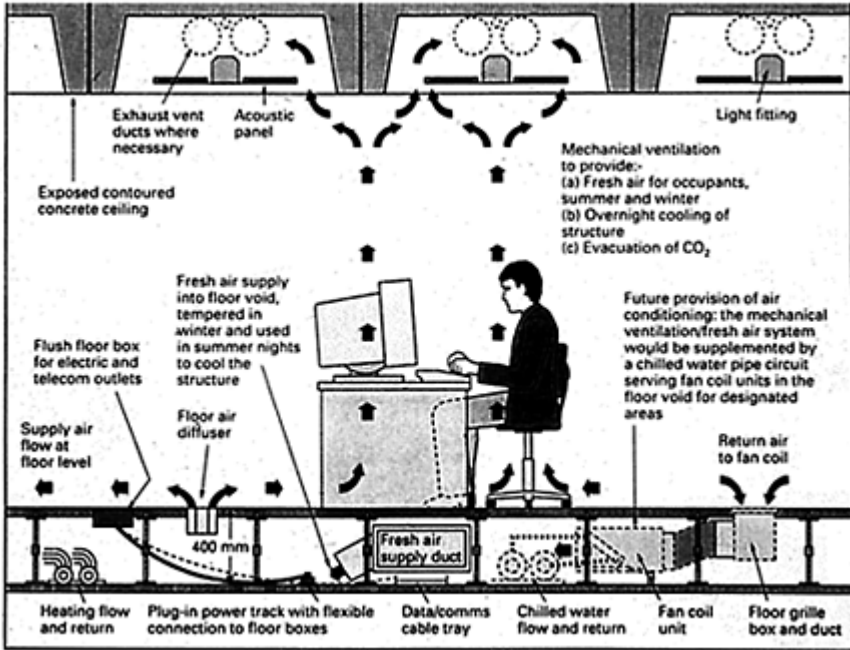 Exhaust vent
ducts where
necessary
Acoustic
panel
Light fitting
Exposed contoured
concrete ceiling
Mechanical ventilation
to provide:-
(a) Fresh air for occupants,
summer and winter
(b) Overnight cooling of
structure
(c) Evacuation of CO₂
Fresh air supply
into floor void,
tempered in
winter and used
in summer nights
to cool the
structure
Future provision of air
conditioning: the mechanical
ventilation/fresh air system
would be supplemented by
a chilled water pipe circuit
serving fan coil units in the
floor void for designated
areas
Flush floor box
for electric and
telecom outlets
Floor air
diffuser
Supply air
flow at
floor level
Return air
to fan coil
400 mm
Fresh air
supply duct
Heating flow
and return
Plug-in power track with flexible
connection to floor boxes
Data/comms
cable tray
Chilled water
flow and return
Fan coil
unit
Floor grille
box and duct